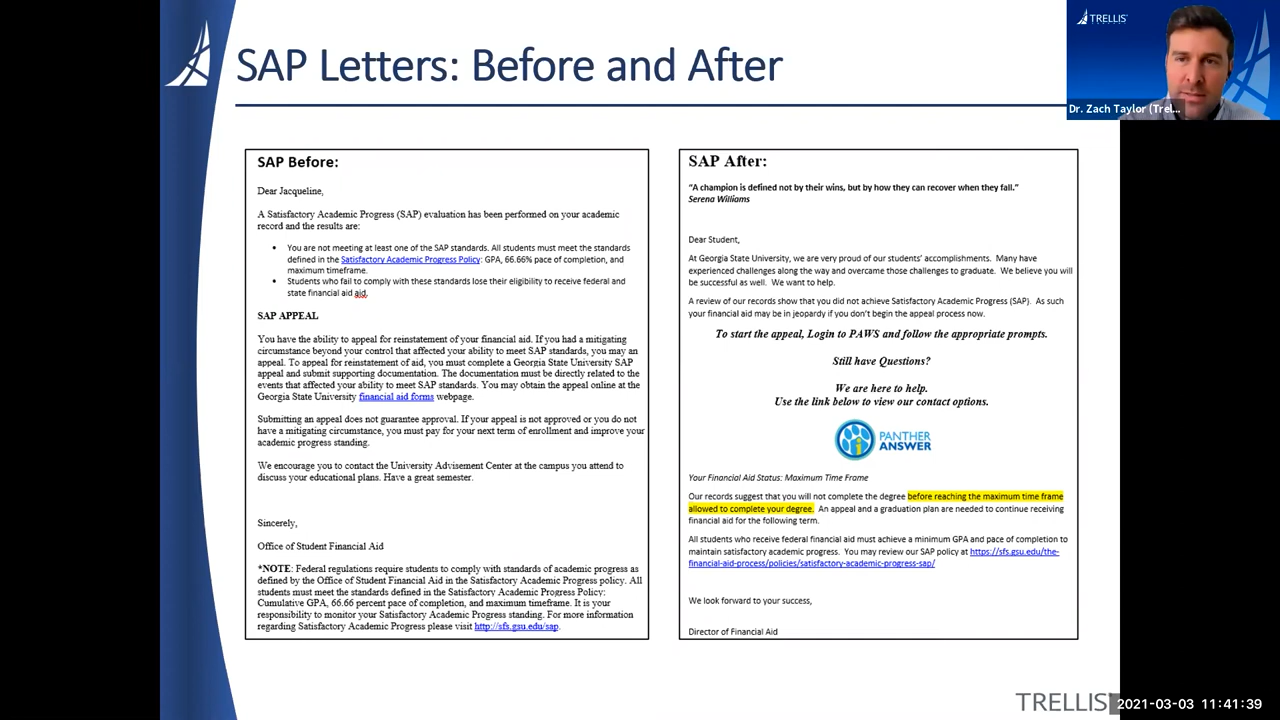 SAP Letters: Before and After
TRELLIS
Dr. Zach Taylor (Trel...
SAP Before:
Dear Jacqueline,
A Satisfactory Academic Progress (SAP) evaluation has been performed on your academic
record and the results are:
• You are not meeting at least one of the SAP standards. All students must meet the standards
defined in the Satisfactory Academic Progress Policy: GPA, 66.66% pace of completion, and
maximum timeframe.
• Students who fail to comply with these standards lose their eligibility to receive federal and
state financial aid aid.
SAP APPEAL
You have the ability to appeal for reinstatement of your financial aid. If you had a mitigating
circumstance beyond your control that affected your ability to meet SAP standards, you may an
appeal. To appeal for reinstatement of aid, you must complete a Georgia State University SAP
appeal and submit supporting documentation. The documentation must be directly related to the
events that affected your ability to meet SAP standards. You may obtain the appeal online at the
Georgia State University financial aid forms webpage.
Submitting an appeal does not guarantee approval. If your appeal is not approved or you do not
have a mitigating circumstance, you must pay for your next term of enrollment and improve your
academic progress standing.
We encourage you to contact the University Advisement Center at the campus you attend to
discuss your educational plans. Have a great semester.
Sincerely,
Office of Student Financial Aid
*NOTE: Federal regulations require students to comply with standards of academic progress as
defined by the Office of Student Financial Aid in the Satisfactory Academic Progress policy. All
students must meet the standards defined in the Satisfactory Academic Progress Policy:
Cumulative GPA, 66.66 percent pace of completion, and maximum timeframe. It is your
responsibility to monitor your Satisfactory Academic Progress standing. For more information
regarding Satisfactory Academic Progress please visit http://sfs.gsu.edu/sap.
SAP After:
“A champion is defined not by their wins, but by how they can recover when they fall.”
Serena Williams
Dear Student,
At Georgia State University, we are very proud of our students’ accomplishments. Many have
experienced challenges along the way and overcame those challenges to graduate. We believe you will
be successful as well. We want to help.
A review of our records show that you did not achieve Satisfactory Academic Progress (SAP). As such
your financial aid may be in jeopardy if you don’t begin the appeal process now.
To start the appeal, Login to PAWS and follow the appropriate prompts.
Still have Questions?
We are here to help.
Use the link below to view our contact options.
PANTHER
ANSWER
Your Financial Aid Status: Maximum Time Frame
Our records suggest that you will not complete the degree before reaching the maximum time frame
allowed to complete your degree. An appeal and a graduation plan are needed to continue receiving
financial aid for the following term.
All students who receive federal financial aid must achieve a minimum GPA and pace of completion to
maintain satisfactory academic progress. You may review our SAP policy at https://sfs.gsu.edu/the-
financial-aid-process/policies/satisfactory-academic-progress-sap/
We look forward to your success,
Director of Financial Aid
TRELLIS
2021-03-03 11:41:39